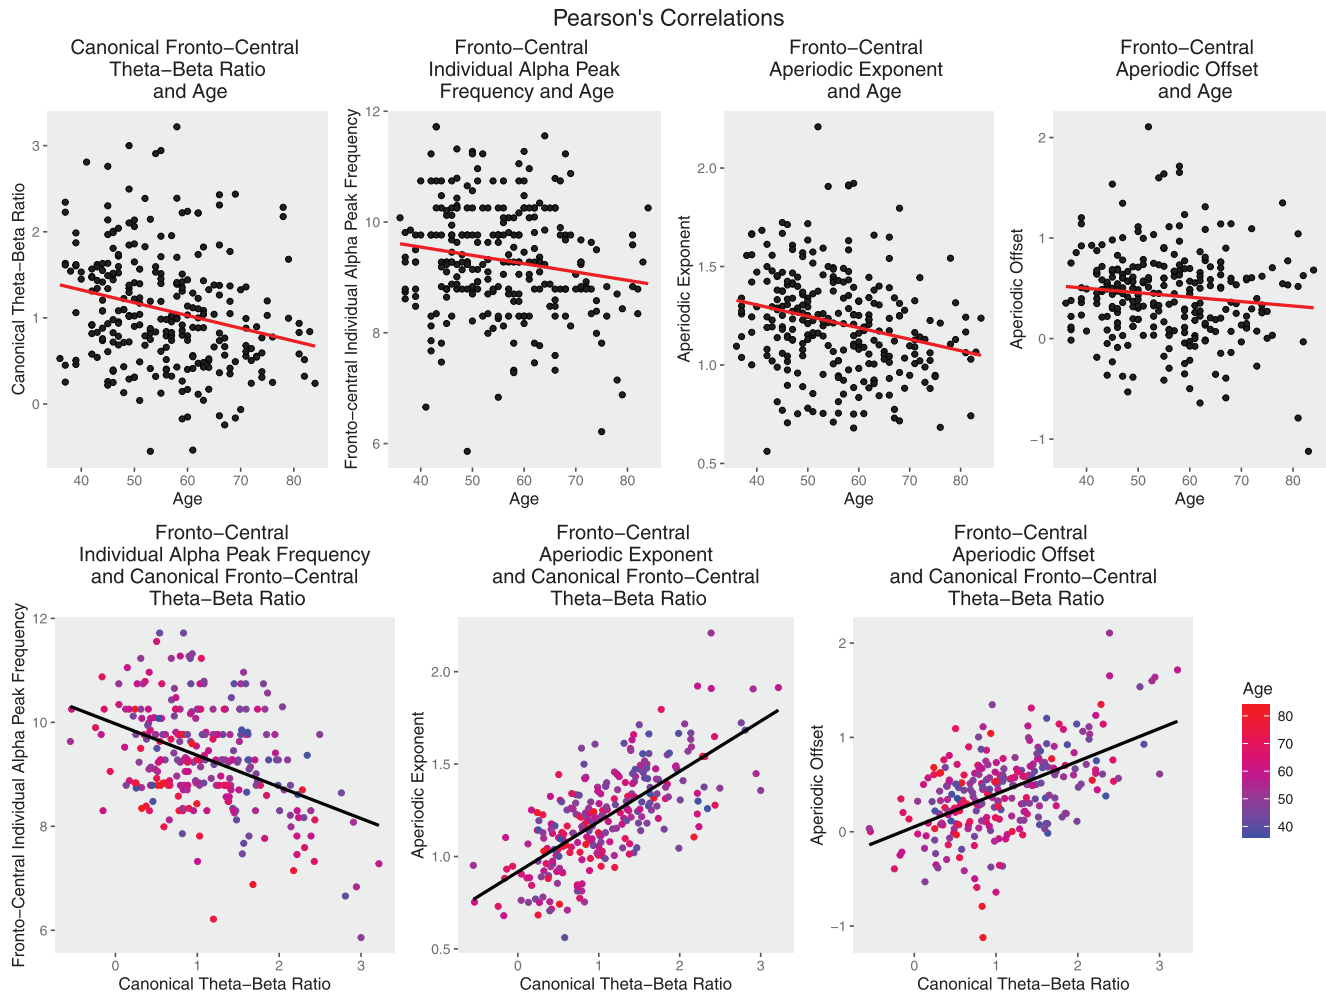 Pearson's Correlations
Canonical Fronto−Central
Theta−Beta Ratio
and Age
Fronto−Central
Individual Alpha Peak
Frequency and Age
Fronto−Central
Aperiodic Exponent
and Age
Fronto−Central
Aperiodic Offset
and Age
Canonical Theta−Beta Ratio
3
2
1
0
40 50 60 70 80
Age
Fronto−central Individual Alpha Peak Frequency
12
10
8
6
40 50 60 70 80
Age
Aperiodic Exponent
2.0
1.5
1.0
0.5
40 50 60 70 80
Age
Aperiodic Offset
2
1
0
−1
40 50 60 70 80
Age
Fronto−Central
Individual Alpha Peak Frequency
and Canonical Fronto−Central
Theta−Beta Ratio
Fronto−Central
Aperiodic Exponent
and Canonical Fronto−Central
Theta−Beta Ratio
Fronto−Central
Aperiodic Offset
and Canonical Fronto−Central
Theta−Beta Ratio
Fronto−Central Individual Alpha Peak Frequency
12
10
8
6
0 1 2 3
Canonical Theta−Beta Ratio
Aperiodic Exponent
2.0
1.5
1.0
0.5
0 1 2 3
Canonical Theta−Beta Ratio
Aperiodic Offset
2
1
0
−1
0 1 2 3
Canonical Theta−Beta Ratio
Age
80
70
60
50
40